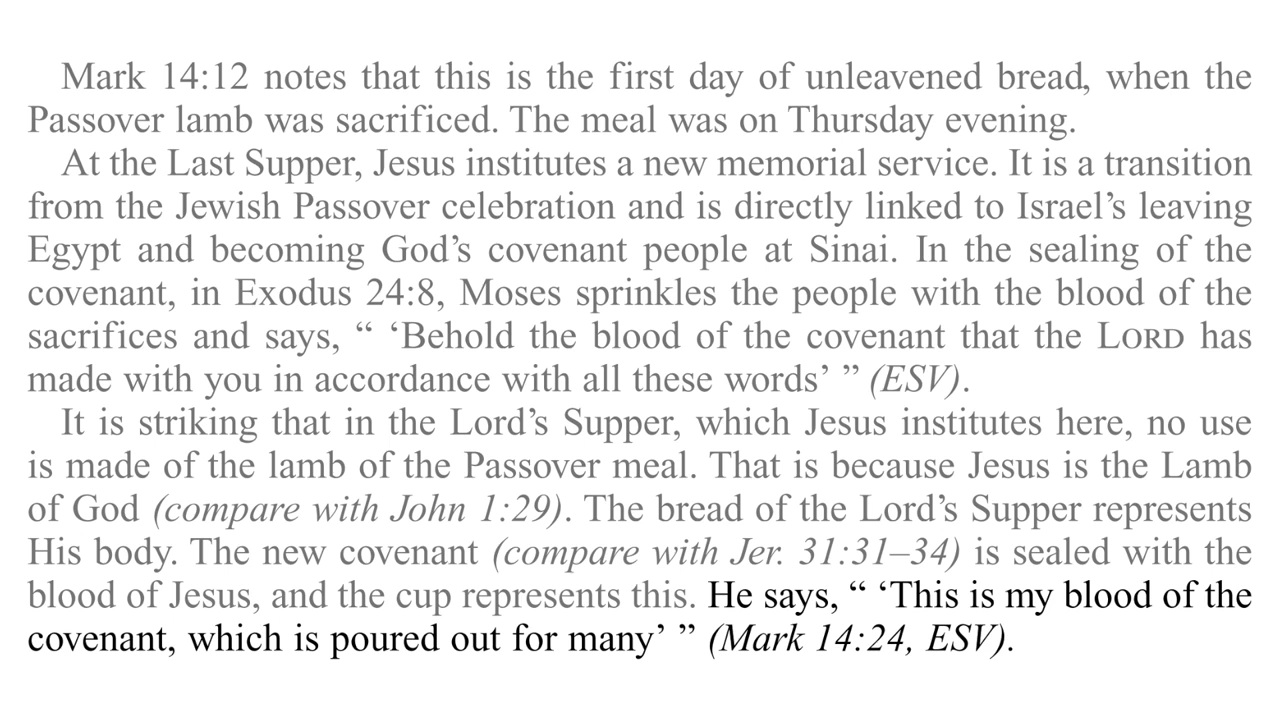 Mark 14:12 notes that this is the first day of unleavened bread, when the
Passover lamb was sacrificed. The meal was on Thursday evening.
At the Last Supper, Jesus institutes a new memorial service. It is a transition
from the Jewish Passover celebration and is directly linked to Israel’s leaving
Egypt and becoming God’s covenant people at Sinai. In the sealing of the
covenant, in Exodus 24:8, Moses sprinkles the people with the blood of the
sacrifices and says, “ ‘Behold the blood of the covenant that the LORD has
made with you in accordance with all these words’ ” (ESV).
It is striking that in the Lord’s Supper, which Jesus institutes here, no use
is made of the lamb of the Passover meal. That is because Jesus is the Lamb
of God (compare with John 1:29). The bread of the Lord’s Supper represents
His body. The new covenant (compare with Jer. 31:31–34) is sealed with the
blood of Jesus, and the cup represents this. He says, “ ‘This is my blood of the
covenant, which is poured out for many’ ” (Mark 14:24, ESV).